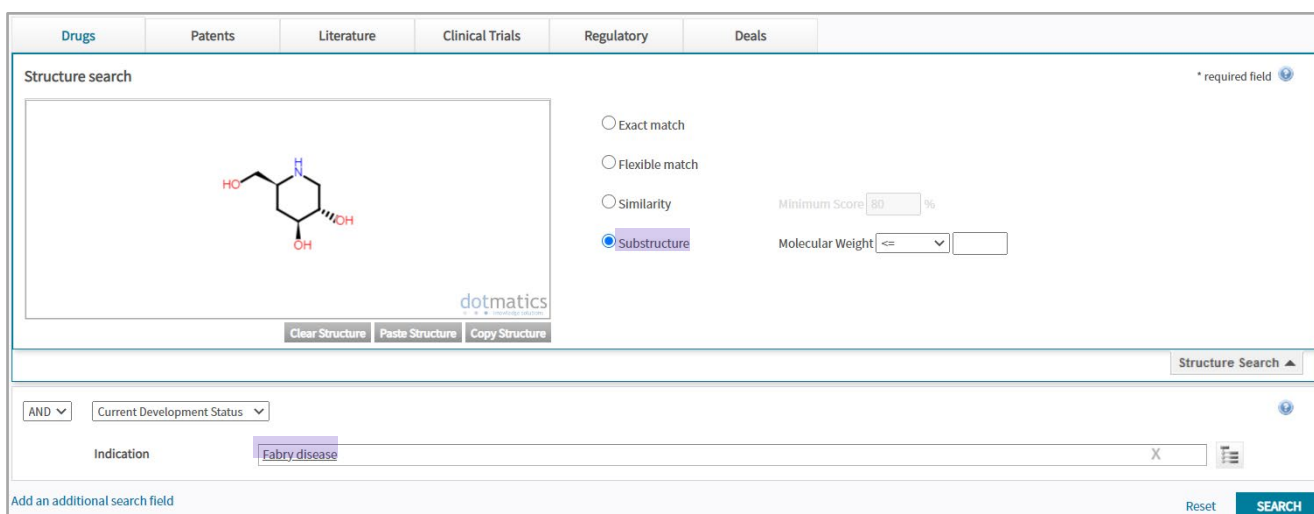 Drugs Patents Literature Clinical Trials Regulatory Deals
Structure search
* required field
Exact match
Flexible match
Similarity Minimum Score 80 %
Substructure Molecular Weight <=
H
N
HO
OH
OH
dotmatics
Clear Structure Paste Structure Copy Structure
Structure Search
AND Current Development Status
Indication Fabry disease X
Add an additional search field
Reset SEARCH